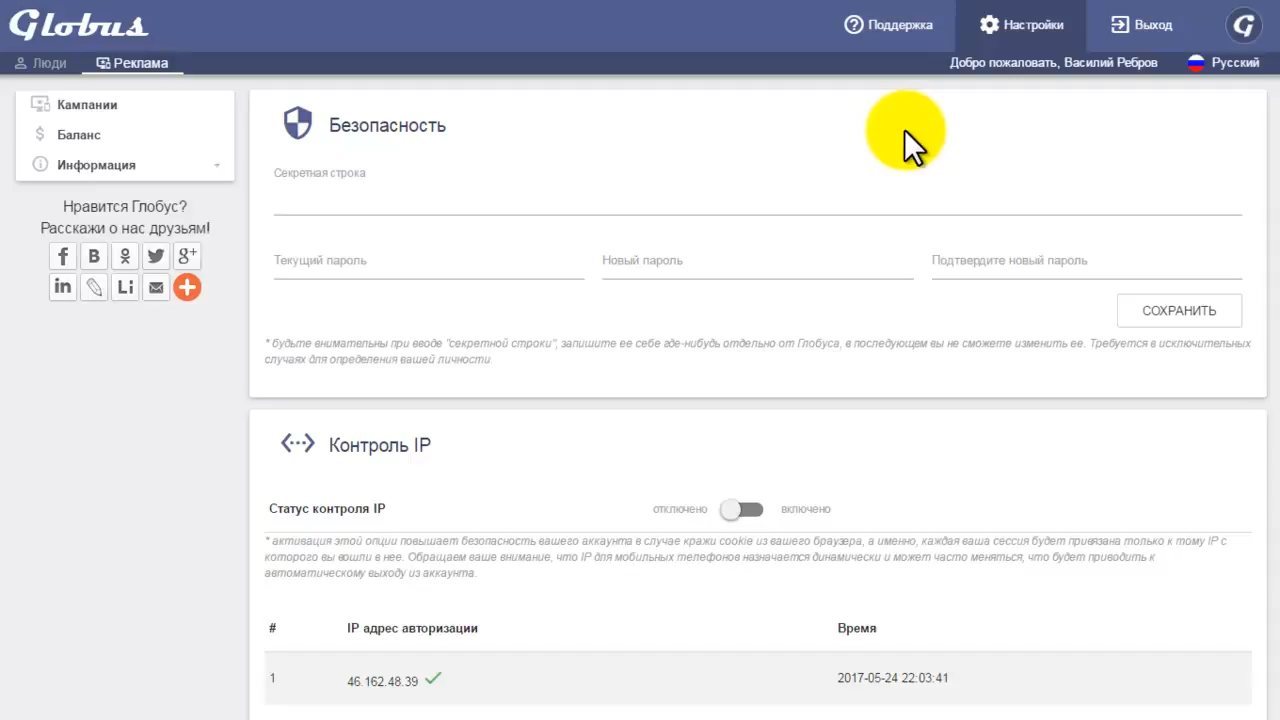 Globus
Поддержка
Настройки
Выход
G
Люди
Реклама
Добро пожаловать, Василий Ребров
Русский
Кампании
$ Баланс
Информация
Нравится Глобус?
Расскажи о нас друзьям!
Безопасность
Секретная строка
Текущий пароль
Новый пароль
Подтвердите новый пароль
СОХРАНИТЬ
* будьте внимательны при вводе "секретной строки", запишите ее себе где-нибудь отдельно от Глобуса, в последующем вы не сможете изменить ее. Требуется в исключительных
случаях для определения вашей личности.
Контроль IP
Статус контроля IP
отключено
включено
* активация этой опции повышает безопасность вашего аккаунта в случае кражи cookie из вашего браузера, а именно, каждая ваша сессия будет привязана только к тому IP с
которого вы вошли в нее. Обращаем ваше внимание, что IP для мобильных телефонов назначается динамически и может часто меняться, что будет приводить к
автоматическому выходу из аккаунта.
# IP адрес авторизации Время
1 46.162.48.39 2017-05-24 22:03:41